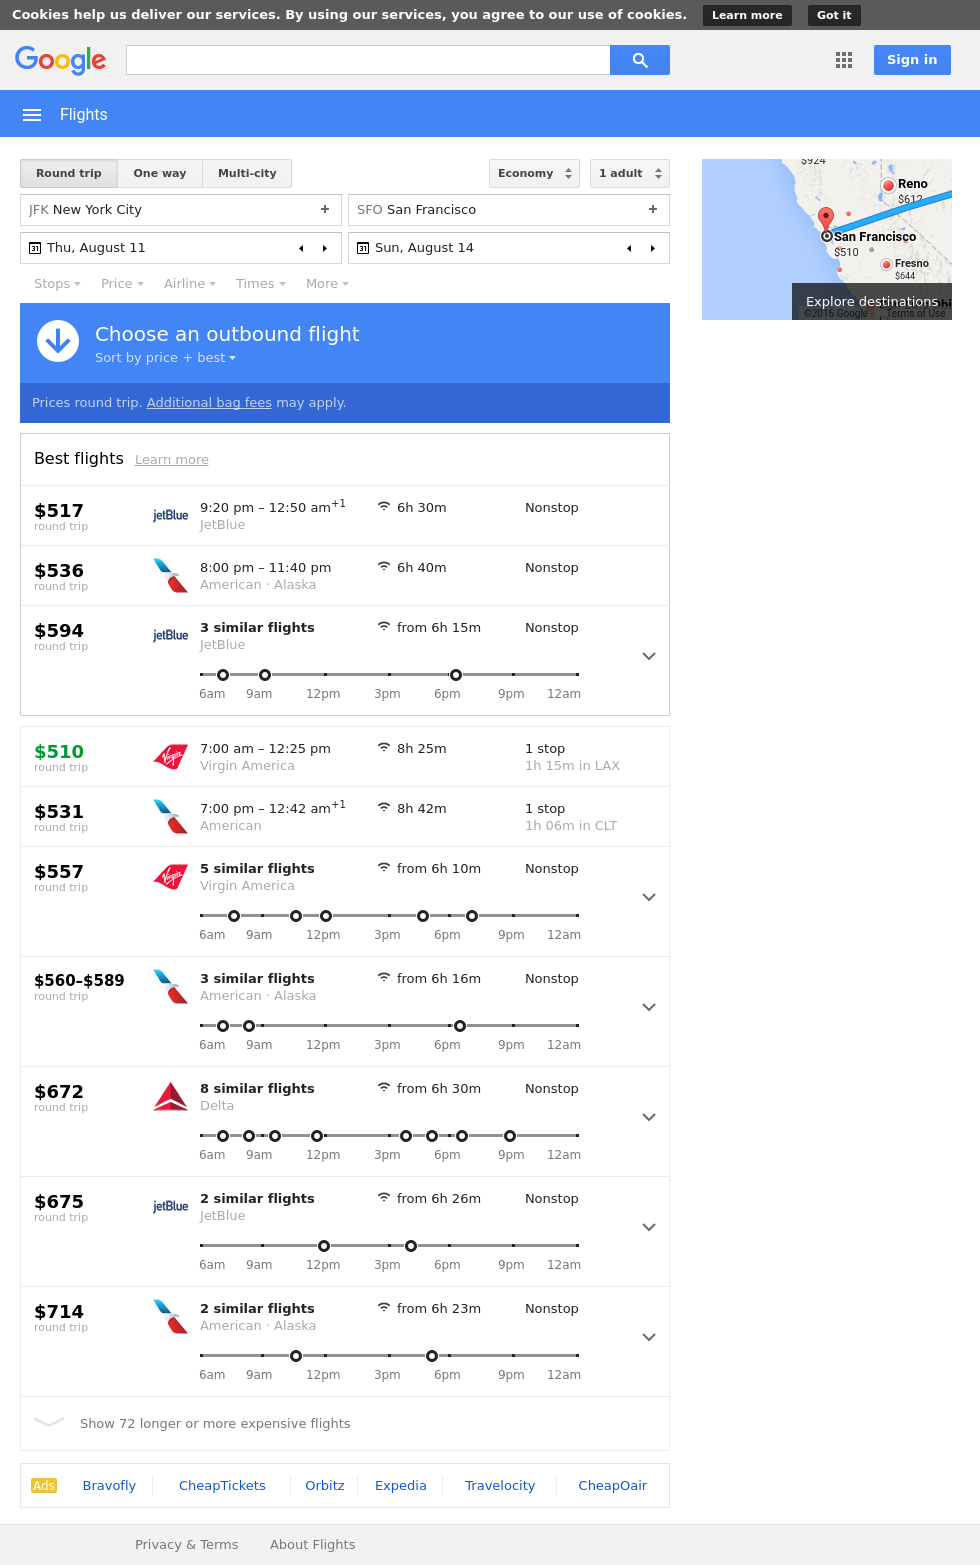 Cookies help us deliver our services. By using our services, you agree to our use of cookies. Learn more Got it
Google Sign in
Flights
Round trip One way Multi-city Economy 1 adult
JFK New York City + SFO San Francisco +
31 Thu, August 11 31 Sun, August 14
Stops Price Airline Times More
$924
Reno
$612
San Francisco
$510
Fresno
$644
Explore destinations
©2016 Google - Terms of Use
Choose an outbound flight
Sort by price + best
Prices round trip. Additional bag fees may apply.
Best flights Learn more
$517 jetBlue 9:20 pm – 12:50 am+1 6h 30m Nonstop
round trip JetBlue
$536 8:00 pm – 11:40 pm 6h 40m Nonstop
round trip American · Alaska
$594 jetBlue 3 similar flights from 6h 15m Nonstop
round trip JetBlue
6am 9am 12pm 3pm 6pm 9pm 12am
$510 Virgin 7:00 am – 12:25 pm 8h 25m 1 stop
round trip Virgin America 1h 15m in LAX
$531 7:00 pm – 12:42 am+1 8h 42m 1 stop
round trip American 1h 06m in CLT
$557 Virgin 5 similar flights from 6h 10m Nonstop
round trip Virgin America
6am 9am 12pm 3pm 6pm 9pm 12am
$560–$589 3 similar flights from 6h 16m Nonstop
round trip American · Alaska
6am 9am 12pm 3pm 6pm 9pm 12am
$672 8 similar flights from 6h 30m Nonstop
round trip Delta
6am 9am 12pm 3pm 6pm 9pm 12am
$675 jetBlue 2 similar flights from 6h 26m Nonstop
round trip JetBlue
6am 9am 12pm 3pm 6pm 9pm 12am
$714 2 similar flights from 6h 23m Nonstop
round trip American · Alaska
6am 9am 12pm 3pm 6pm 9pm 12am
Show 72 longer or more expensive flights
Ads Bravofly CheapTickets Orbitz Expedia Travelocity CheapOair
Privacy & Terms About Flights